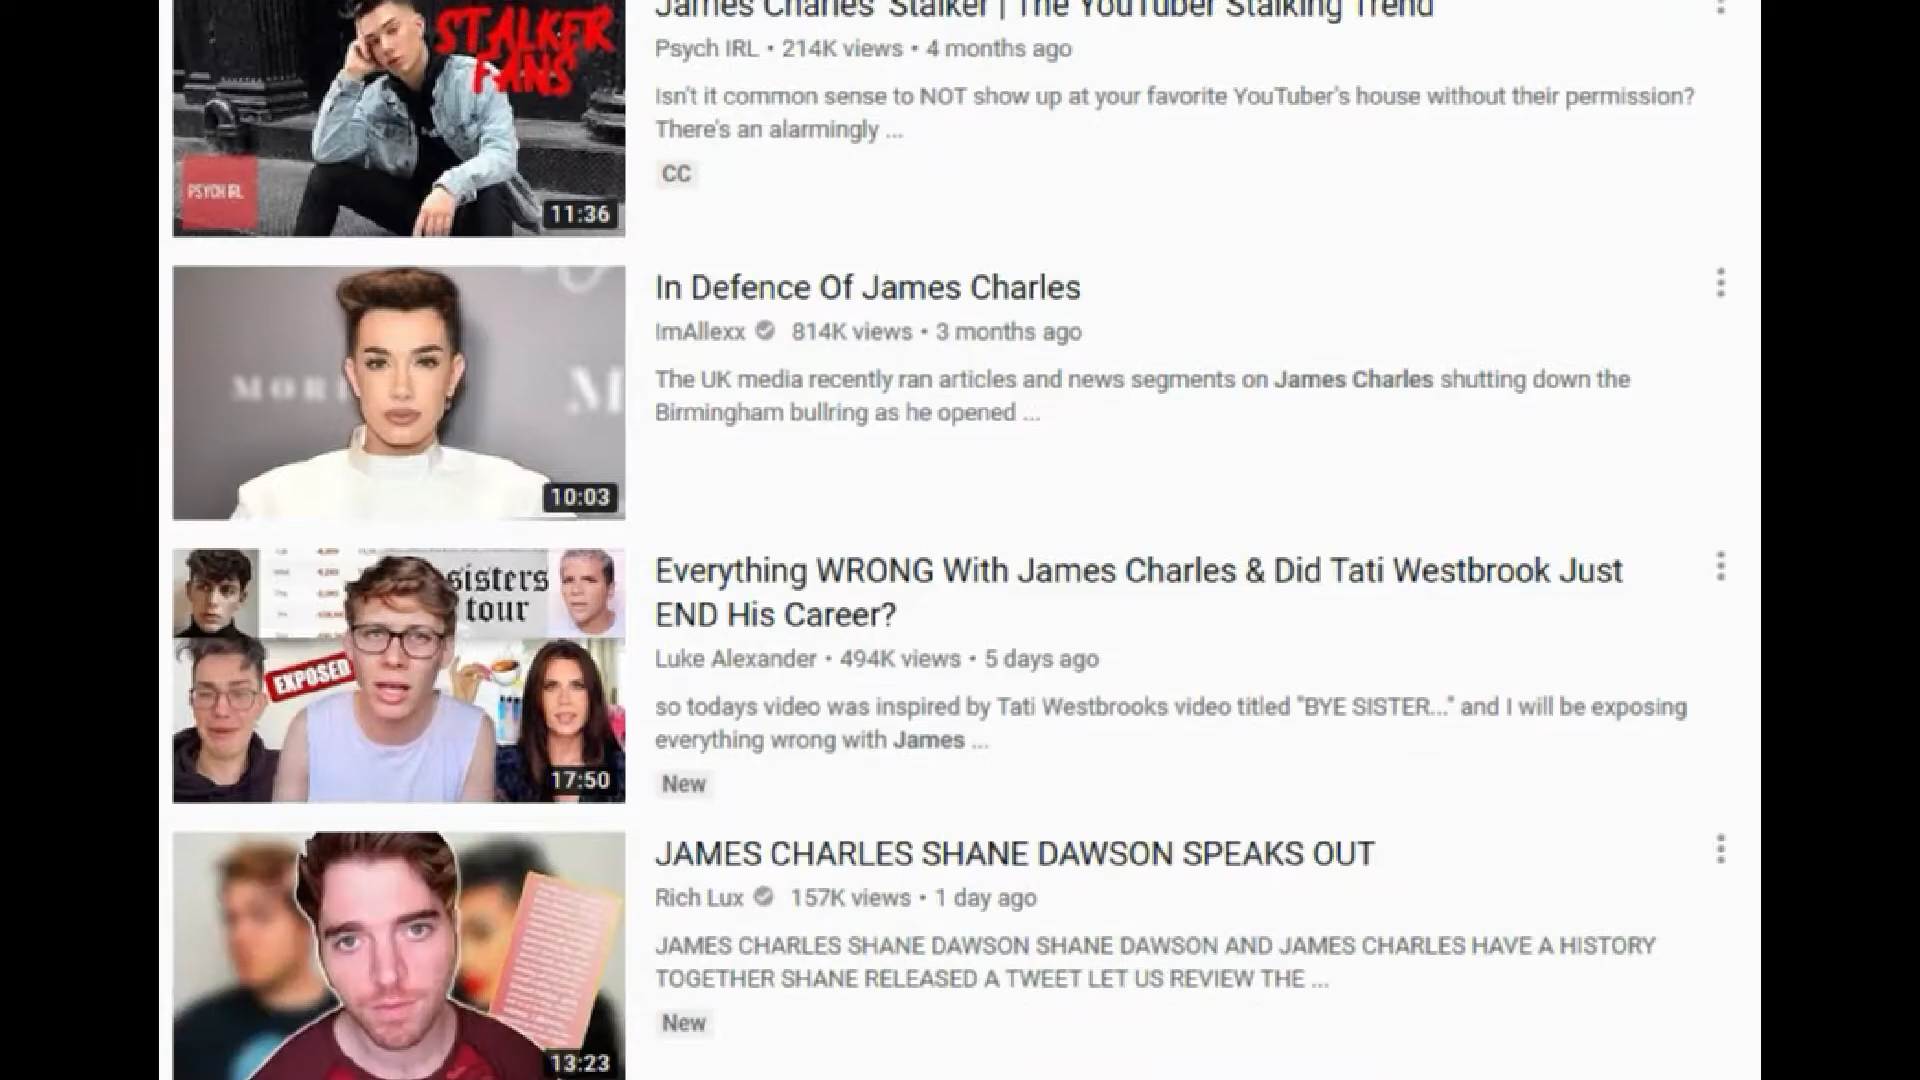 James Charles' Stalker | The YouTuber Stalking Trend
STALKER
FANS
Psych IRL • 214K views • 4 months ago
Isn't it common sense to NOT show up at your favorite YouTuber's house without their permission?
There's an alarmingly ...
CC
PSYCH IRL
11:36
In Defence Of James Charles
ImAllexx 814K views • 3 months ago
The UK media recently ran articles and news segments on James Charles shutting down the
Birmingham bullring as he opened ...
10:03
Everything WRONG With James Charles & Did Tati Westbrook Just
END His Career?
sisters
tour
EXPOSED
Luke Alexander • 494K views • 5 days ago
so todays video was inspired by Tati Westbrooks video titled "BYE SISTER..." and I will be exposing
everything wrong with James ...
New
17:50
JAMES CHARLES SHANE DAWSON SPEAKS OUT
Rich Lux 157K views • 1 day ago
JAMES CHARLES SHANE DAWSON SHANE DAWSON AND JAMES CHARLES HAVE A HISTORY
TOGETHER SHANE RELEASED A TWEET LET US REVIEW THE ...
New
13:23